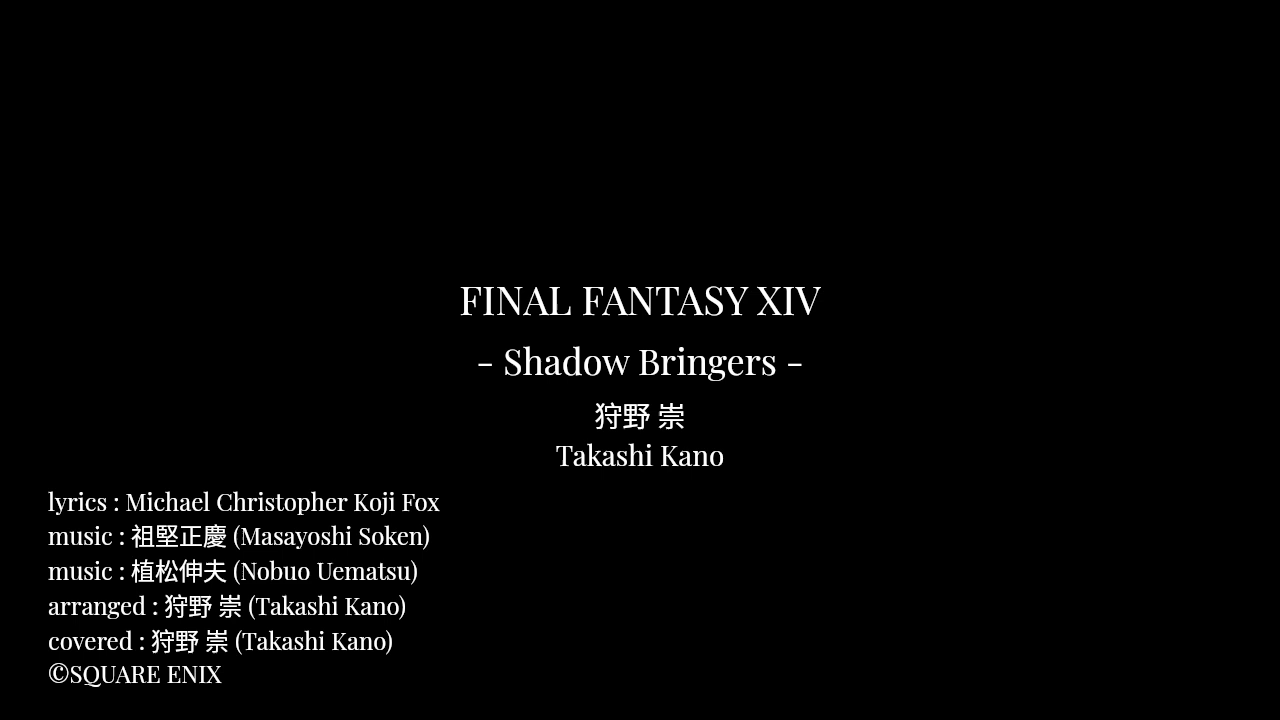 FINAL FANTASY XIV
- Shadow Bringers -
狩野 崇
Takashi Kano
lyrics : Michael Christopher Koji Fox
music : 祖堅正慶 (Masayoshi Soken)
music : 植松伸夫 (Nobuo Uematsu)
arranged : 狩野 崇 (Takashi Kano)
covered : 狩野 崇 (Takashi Kano)
©SQUARE ENIX